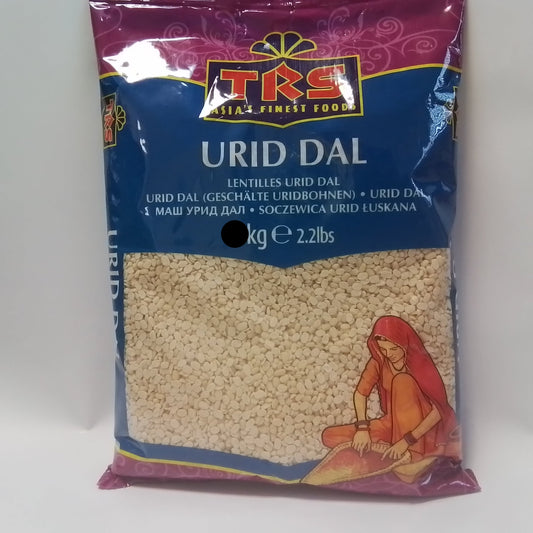 TRS
ASIA'S FINEST FOODS
URID DAL
LENTILLES URID DAL
URID DAL (GESCHÄLTE URIDBOHNEN) • URID DAL
МАШ УРИД ДАЛ • SOCZEWICA URID ŁUSKANA
kg ℮ 2.2lbs
TRS
URID D